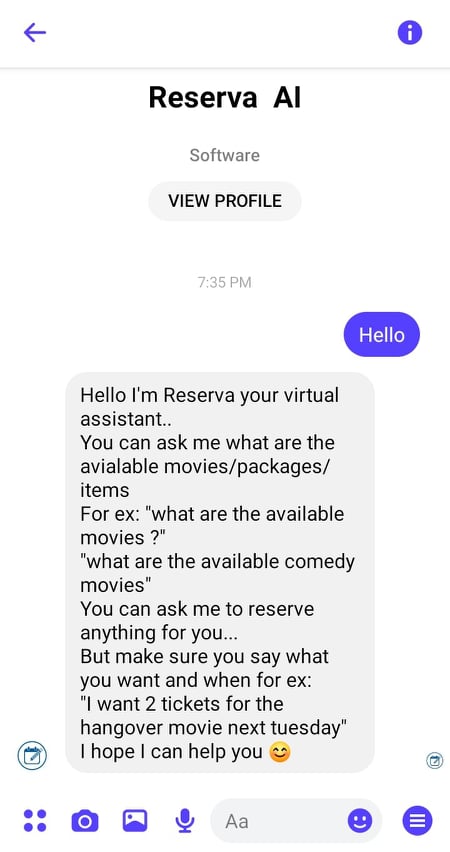 Reserva AI
Software
VIEW PROFILE
7:35 PM
Hello
Hello I'm Reserva your virtual
assistant..
You can ask me what are the
avialable movies/packages/
items
For ex: "what are the available
movies ?"
"what are the available comedy
movies"
You can ask me to reserve
anything for you...
But make sure you say what
you want and when for ex:
"I want 2 tickets for the
hangover movie next tuesday"
I hope I can help you 😊
Aa